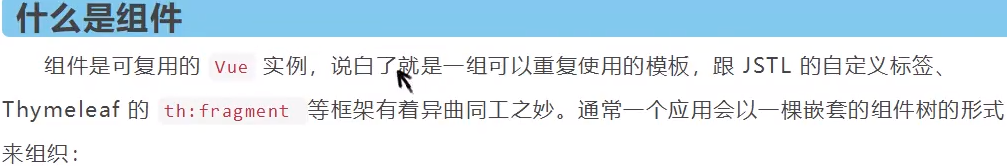 什么是组件
组件是可复用的 Vue 实例，说白了就是一组可以重复使用的模板，跟 JSTL 的自定义标签、
Thymeleaf 的 th:fragment 等框架有着异曲同工之妙。通常一个应用会以一棵嵌套的组件树的形式
来组织：